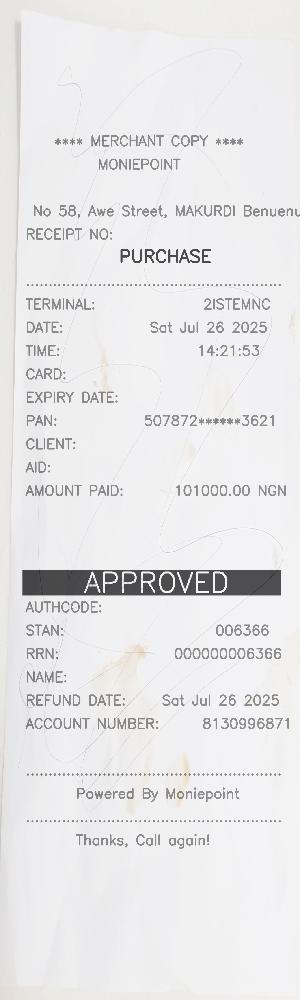 **** MERCHANT COPY ****
MONIEPOINT
No 58, Awe Street, MAKURDI Benuenu
RECEIPT NO:
PURCHASE
TERMINAL: 2ISTEMNC
DATE: Sat Jul 26 2025
TIME: 14:21:53
CARD:
EXPIRY DATE:
PAN: 507872******3621
CLIENT:
AID:
AMOUNT PAID: 101000.00 NGN
APPROVED
AUTHCODE:
STAN: 006366
RRN: 000000006366
NAME:
REFUND DATE: Sat Jul 26 2025
ACCOUNT NUMBER: 8130996871
Powered By Moniepoint
Thanks, Call again!